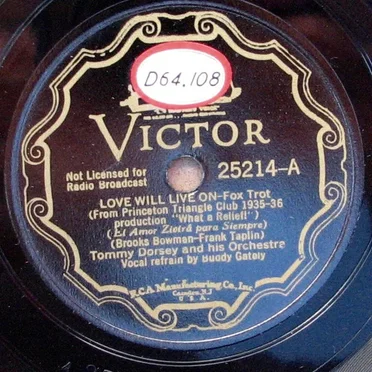 D64.108
VICTOR
Not Licensed for
Radio Broadcast
25214-A
LOVE WILL LIVE ON-Fox Trot
(From Princeton Triangle Club 1935-36
production "What a Relief!")
(El Amor Vivirá para Siempre)
(Brooks Bowman-Frank Taplin)
Tommy Dorsey and his Orchestra
Vocal refrain by Buddy Gately
RCA Manufacturing Co., Inc.
Camden, N.J.
U.S.A.